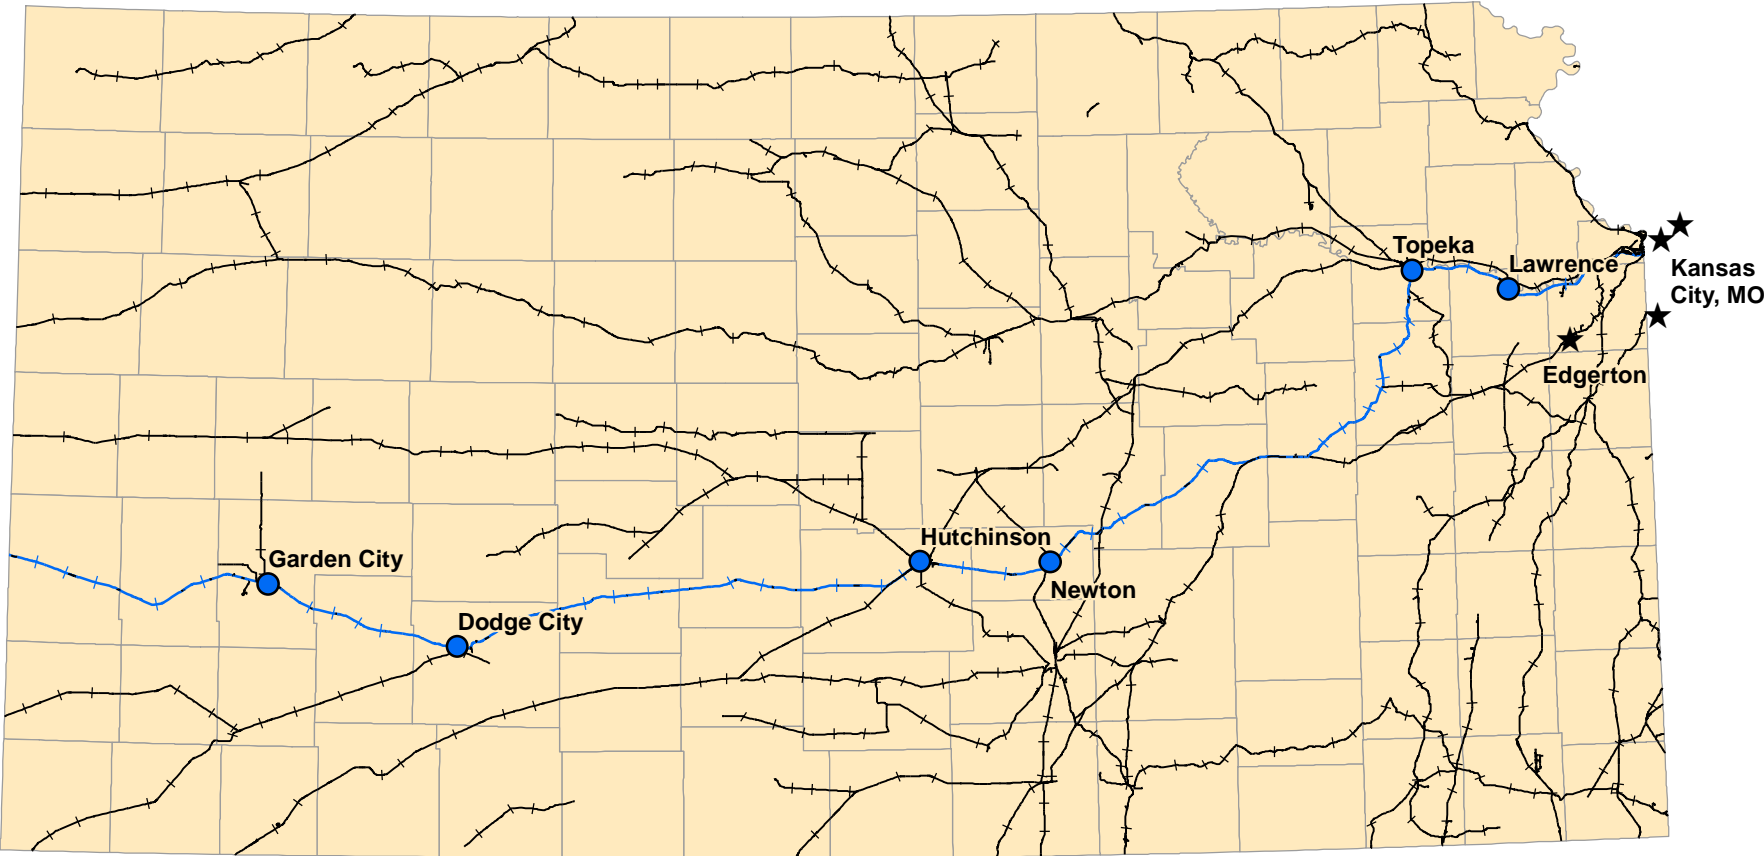 Topeka
Lawrence
Kansas
City, MO
Edgerton
Hutchinson
Garden City
Newton
Dodge City